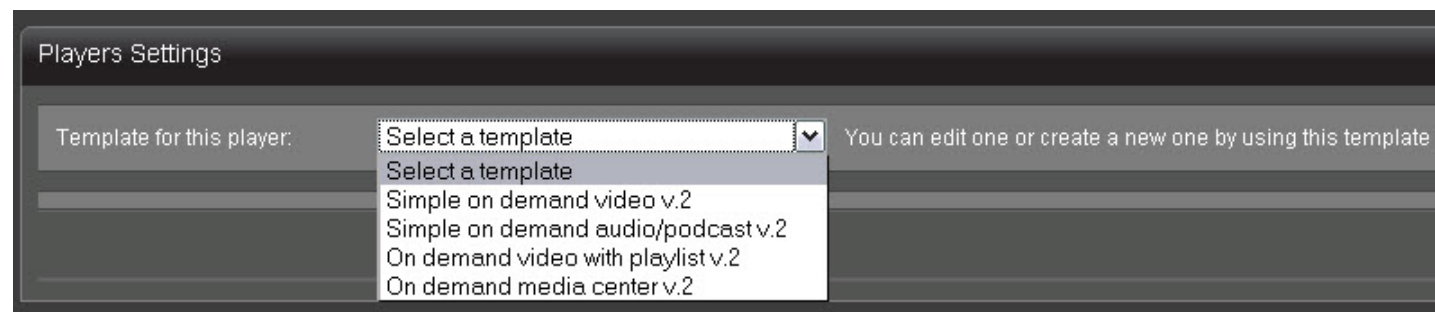 Players Settings
Template for this player: Select a template You can edit one or create a new one by using this template
Select a template
Simple on demand video v.2
Simple on demand audio/podcast v.2
On demand video with playlist v.2
On demand media center v.2